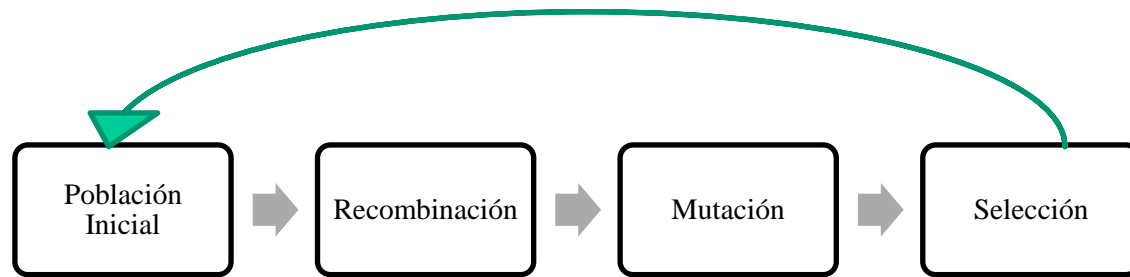 Población
Inicial
Recombinación
Mutación
Selección